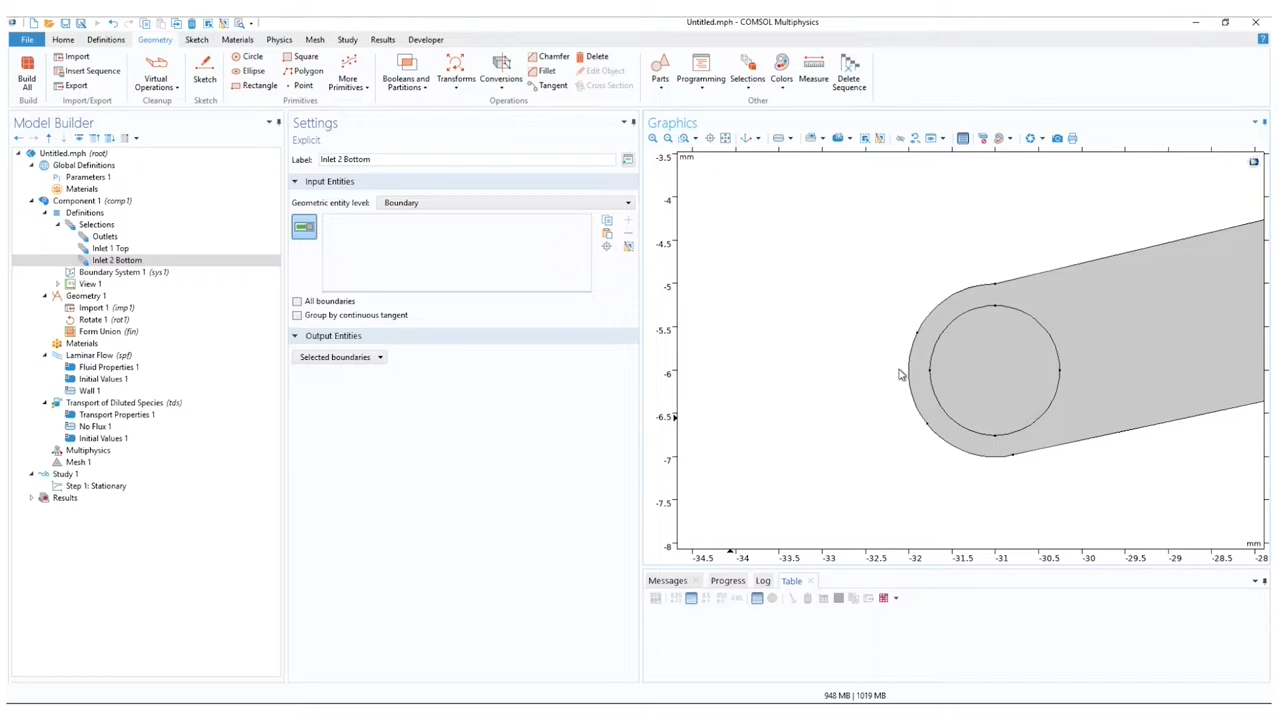 Untitled.mph - COMSOL Multiphysics
File Home Definitions Geometry Sketch Materials Physics Mesh Study Results Developer
Build All
Build
Import
Insert Sequence
Export
Import/Export
Virtual Operations
Cleanup
Sketch
Sketch
Circle
Ellipse
Rectangle
Square
Polygon
Point
More Primitives
Primitives
Booleans and Partitions
Transforms
Conversions
Chamfer
Fillet
Tangent
Delete
Edit Object
Cross Section
Operations
Parts
Programming
Selections
Colors
Measure
Delete Sequence
Other
Model Builder
Untitled.mph (root)
Global Definitions
Parameters 1
Materials
Component 1 (comp1)
Definitions
Selections
Outlets
Inlet 1 Top
Inlet 2 Bottom
Boundary System 1 (sys1)
View 1
Geometry 1
Import 1 (imp1)
Rotate 1 (rot1)
Form Union (fin)
Materials
Laminar Flow (spf)
Fluid Properties 1
Initial Values 1
Wall 1
Transport of Diluted Species (tds)
Transport Properties 1
No Flux 1
Initial Values 1
Multiphysics
Mesh 1
Study 1
Step 1: Stationary
Results
Settings
Explicit
Label: Inlet 2 Bottom
Input Entities
Geometric entity level: Boundary
All boundaries
Group by continuous tangent
Output Entities
Selected boundaries
Graphics
mm
-3.5
-4
-4.5
-5
-5.5
-6
-6.5
-7
-7.5
-8
mm
-34.5 -34 -33.5 -33 -32.5 -32 -31.5 -31 -30.5 -30 -29.5 -29 -28.5 -28
Messages Progress Log Table
948 MB | 1019 MB